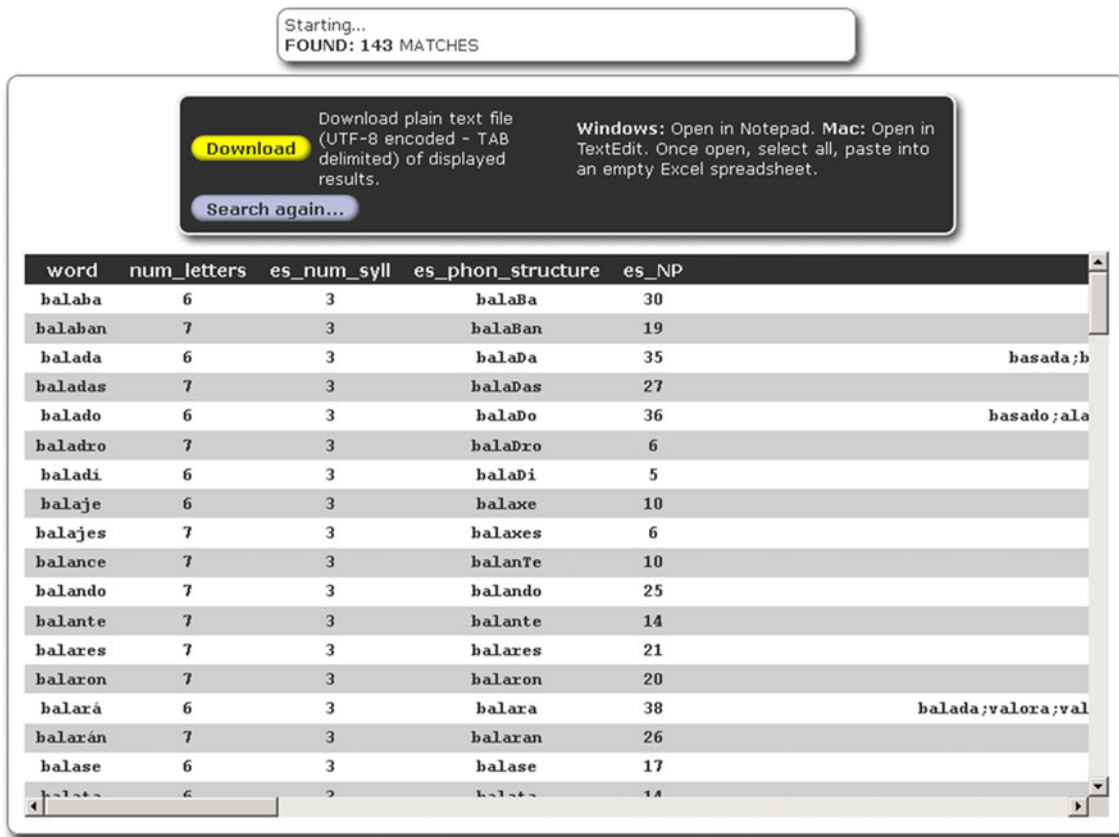 Starting...
FOUND: 143 MATCHES
Download
Download plain text file
(UTF-8 encoded - TAB
delimited) of displayed
results.
Windows: Open in Notepad. Mac: Open in
TextEdit. Once open, select all, paste into
an empty Excel spreadsheet.
Search again...
word num_letters es_num_syll es_phon_structure es_NP
balaba 6 3 balaBa 30
balaban 7 3 balaBan 19
balada 6 3 balaDa 35 basada;b
baladas 7 3 balaDas 27
balado 6 3 balaDo 36 basado;ala
baladro 7 3 balaDro 6
baladí 6 3 balaDi 5
balaje 6 3 balaxe 10
balajes 7 3 balaxes 6
balance 7 3 balanTe 10
balando 7 3 balando 25
balante 7 3 balante 14
balares 7 3 balares 21
balaron 7 3 balaron 20
balará 6 3 balara 38 balada;valora;val
balarán 7 3 balaran 26
balase 6 3 balase 17
balata 6 3 balata 14